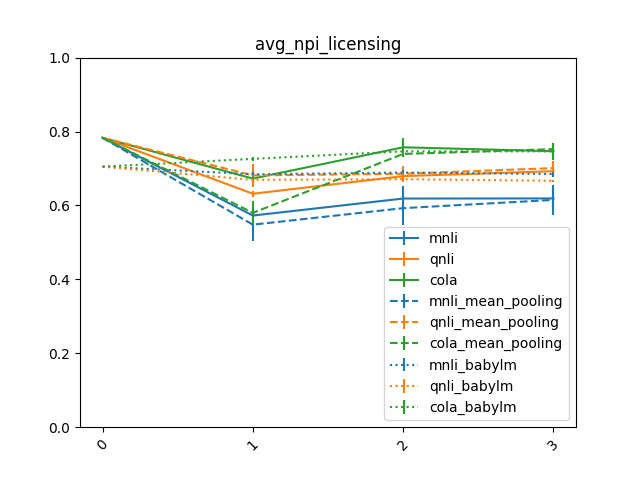 avg_npi_licensing
1.0
0.8
0.6
0.4
0.2
0.0
0
1
2
3
mnli
qnli
cola
mnli_mean_pooling
qnli_mean_pooling
cola_mean_pooling
mnli_babylm
qnli_babylm
cola_babylm